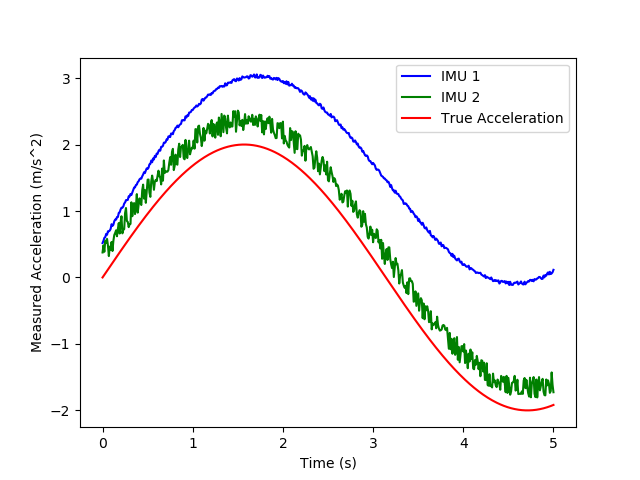 IMU 1
IMU 2
True Acceleration
3
2
1
0
−1
−2
Measured Acceleration (m/s^2)
0 1 2 3 4 5
Time (s)